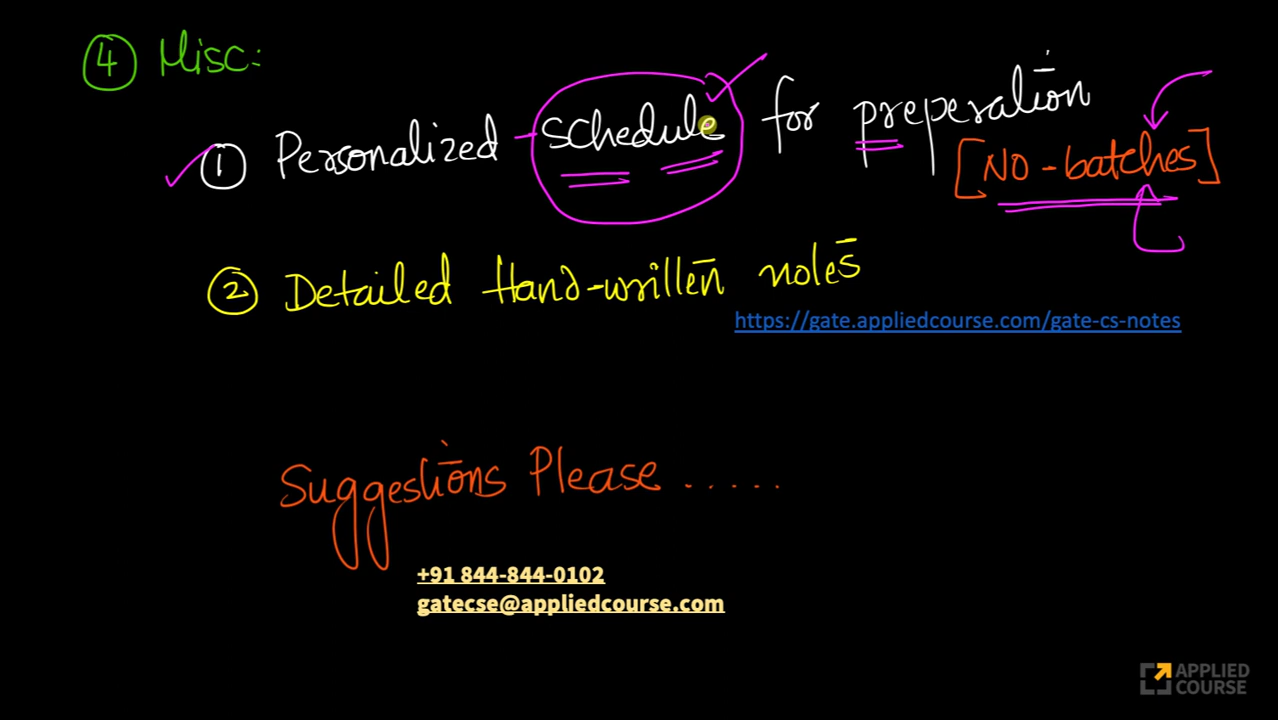 ④ Misc:
① Personalized - schedule for preperation
[NO-batches]
② Detailed Hand-written notes
https://gate.appliedcourse.com/gate-cs-notes
Suggestions Please .....
+91 844-844-0102
gatecse@appliedcourse.com
APPLIED
COURSE